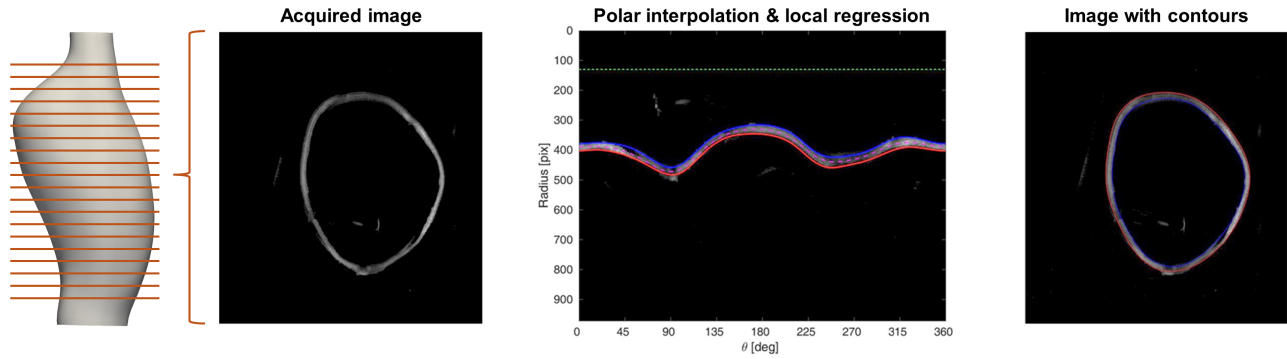 Acquired image
Polar interpolation & local regression
Image with contours
0
100
200
300
400
500
600
700
800
900
Radius [pix]
0 45 90 135 180 225 270 315 360
θ [deg]